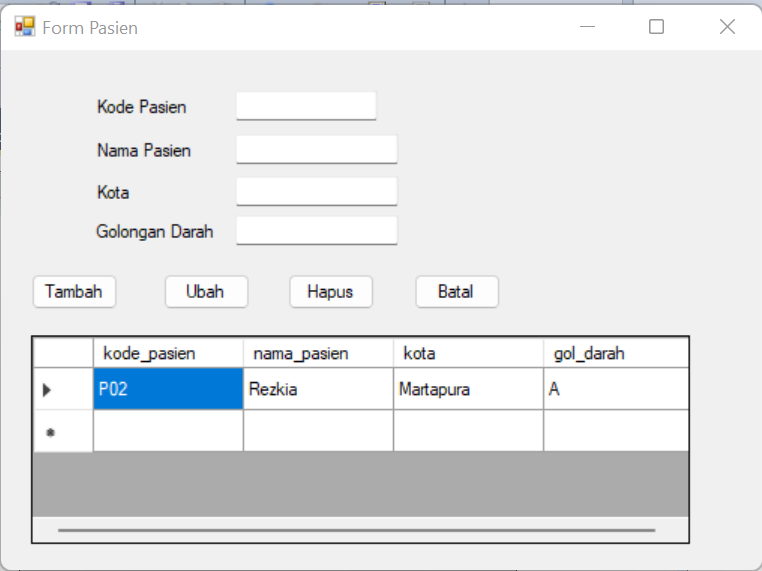 Form Pasien
Kode Pasien
Nama Pasien
Kota
Golongan Darah
Tambah Ubah Hapus Batal
kode_pasien nama_pasien kota gol_darah
P02 Rezkia Martapura A